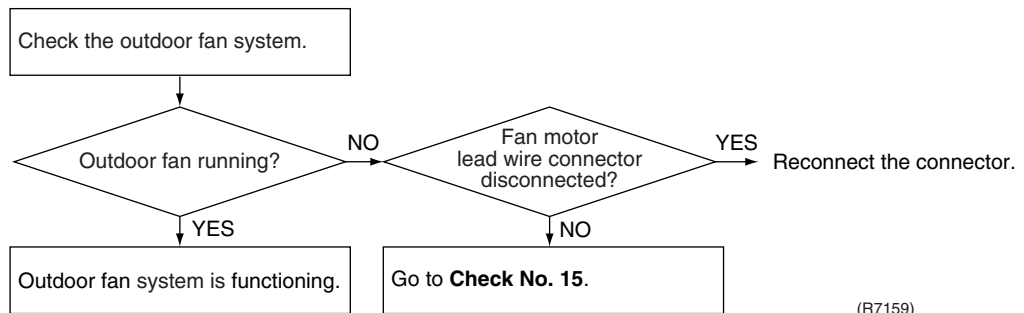 Check the outdoor fan system.
Outdoor fan running?
NO
Fan motor
lead wire connector
disconnected?
YES
Reconnect the connector.
YES
NO
Outdoor fan system is functioning.
Go to Check No. 15.
(R7159)